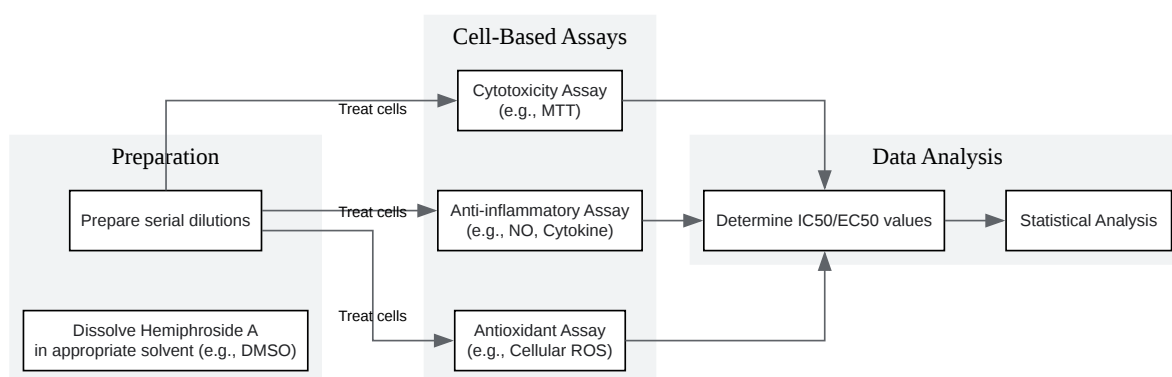 Cell-Based Assays
Cytotoxicity Assay
(e.g., MTT)
Treat cells
Preparation
Data Analysis
Prepare serial dilutions
Treat cells
Anti-inflammatory Assay
(e.g., NO, Cytokine)
Determine IC50/EC50 values
Statistical Analysis
Treat cells
Dissolve Hemiphroside A
in appropriate solvent (e.g., DMSO)
Antioxidant Assay
(e.g., Cellular ROS)